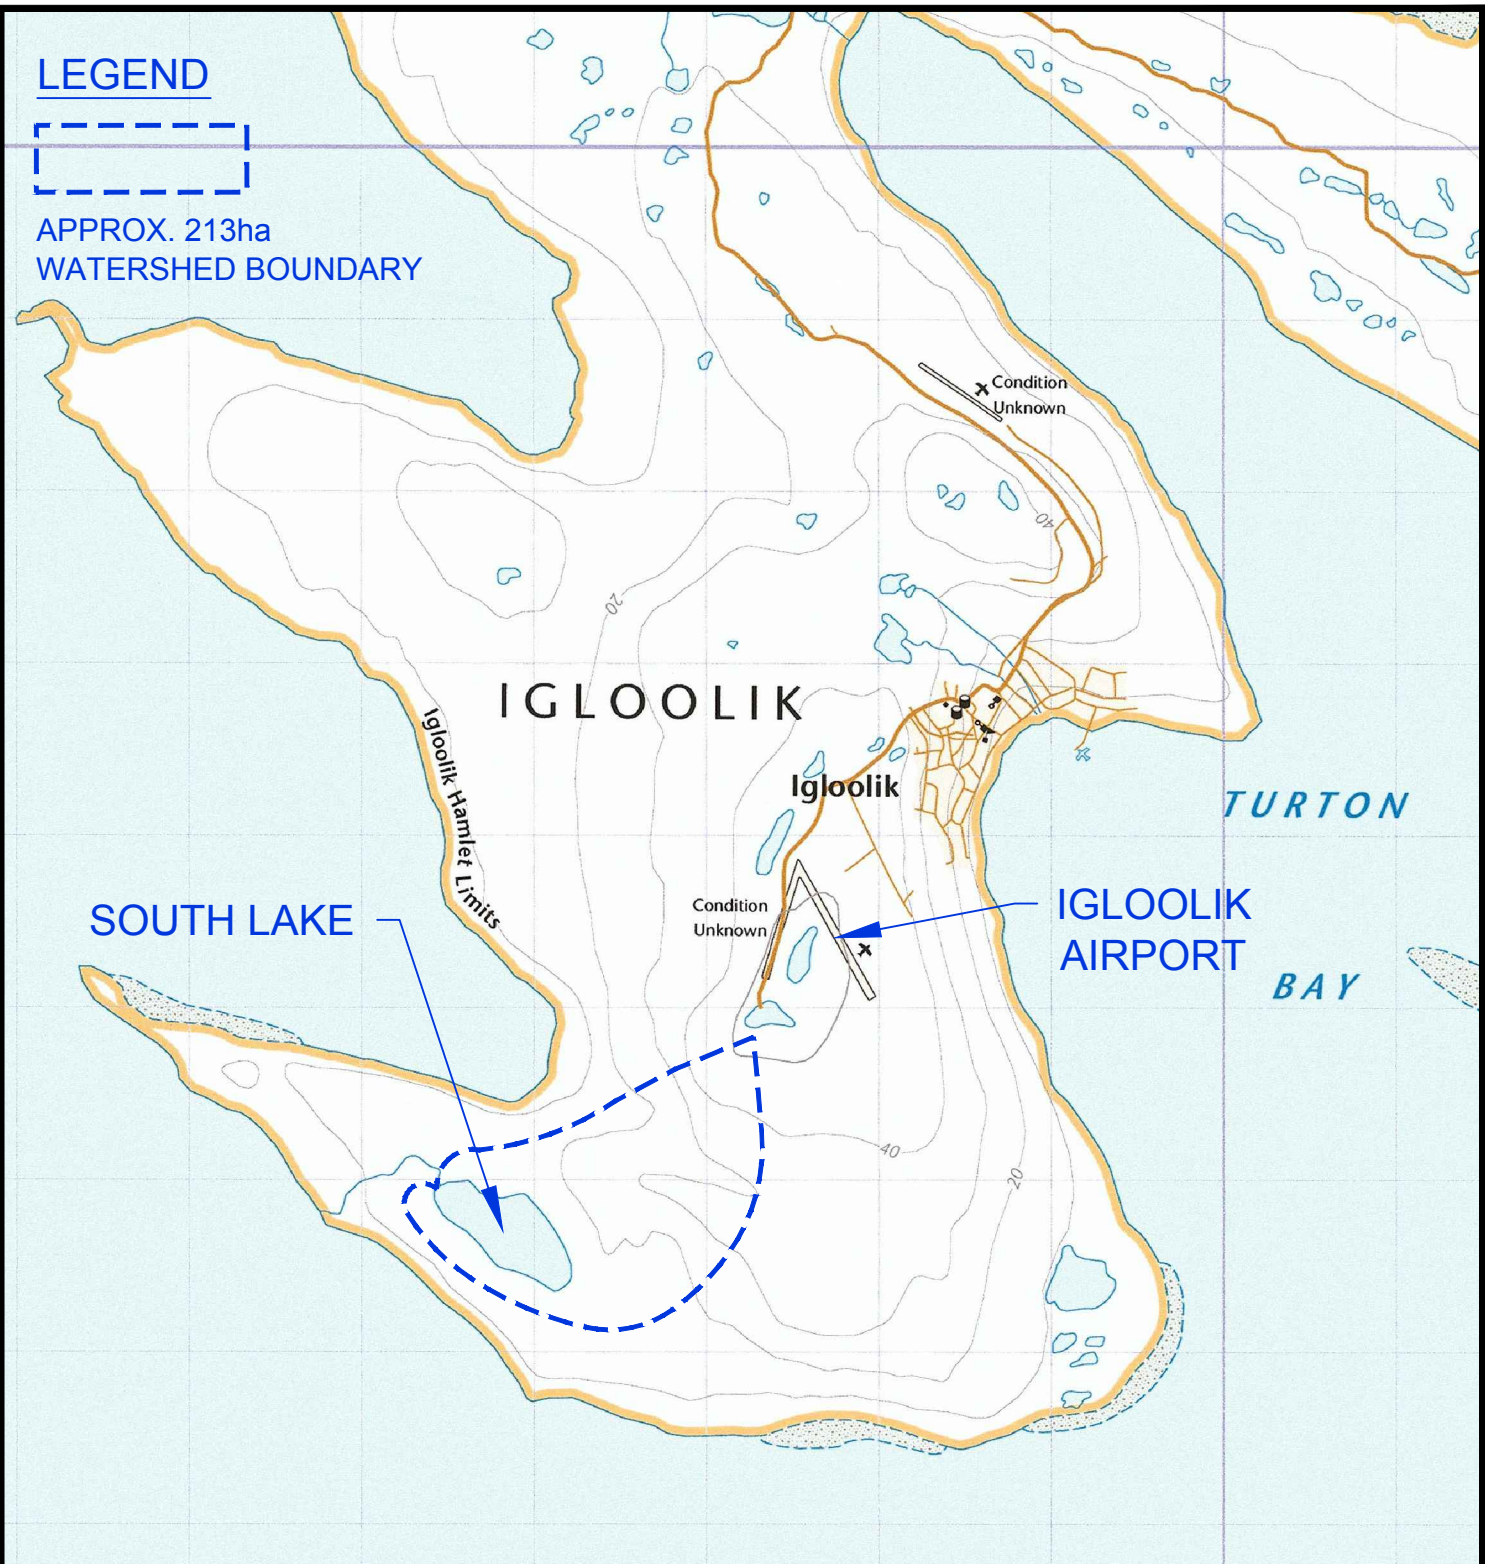 LEGEND
APPROX. 213ha
WATERSHED BOUNDARY
Condition
Unknown
40
20
IGLOOLIK
Igloolik Hamlet Limits
Igloolik
TURTON
SOUTH LAKE
Condition
Unknown
IGLOOLIK
AIRPORT
BAY
40
20